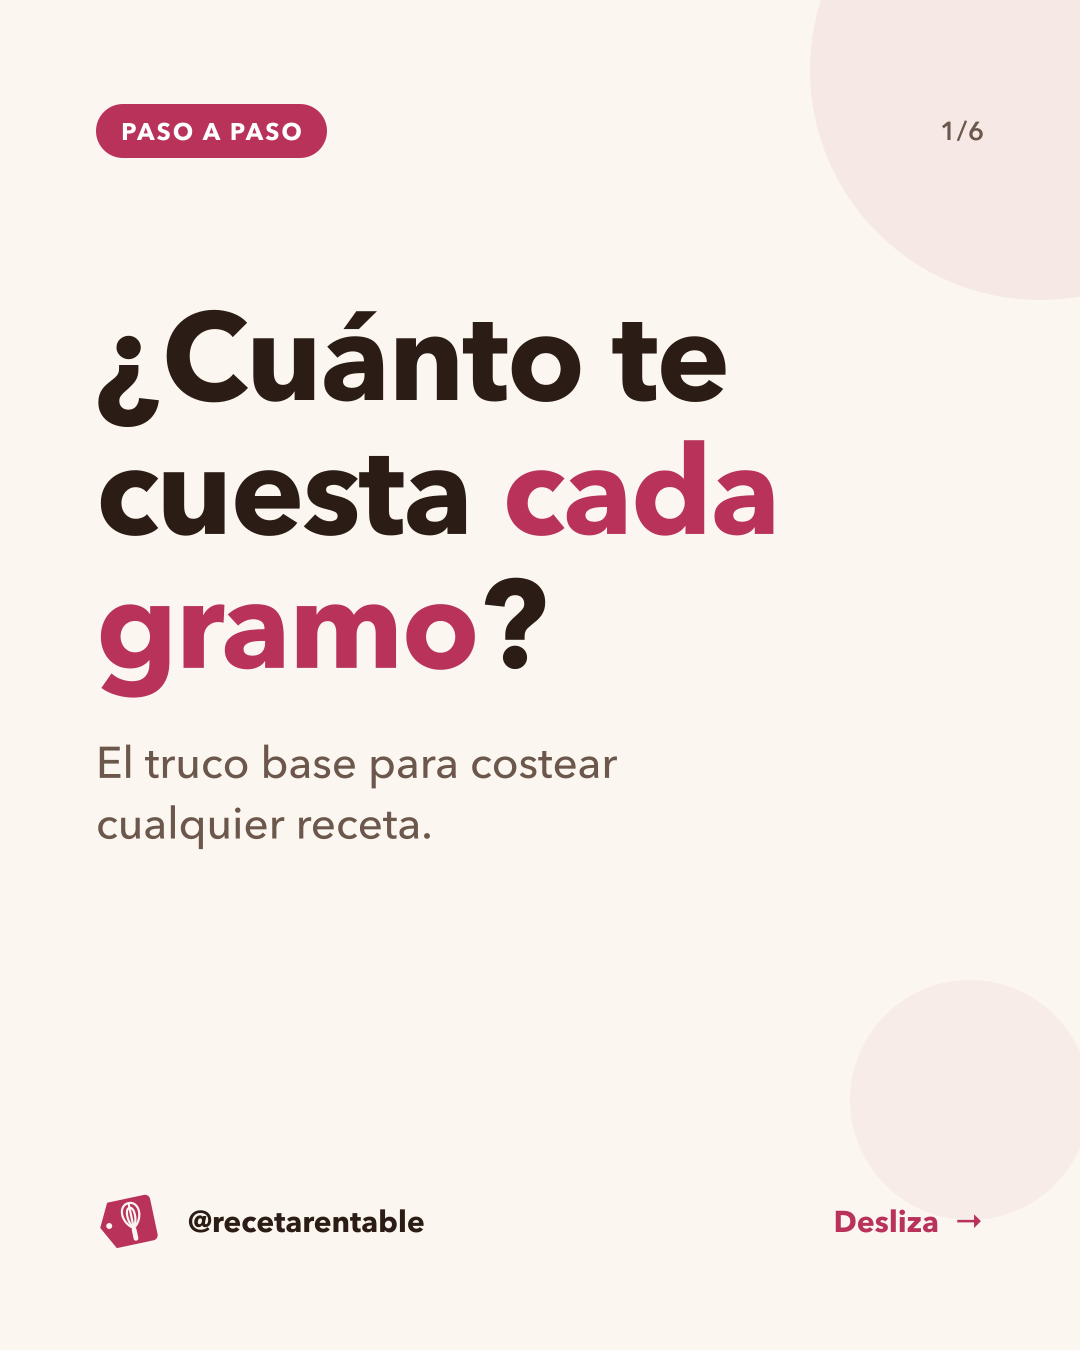 PASO A PASO
1/6
¿Cuánto te
cuesta cada
gramo?
El truco base para costear
cualquier receta.
@recetarentable
Desliza →